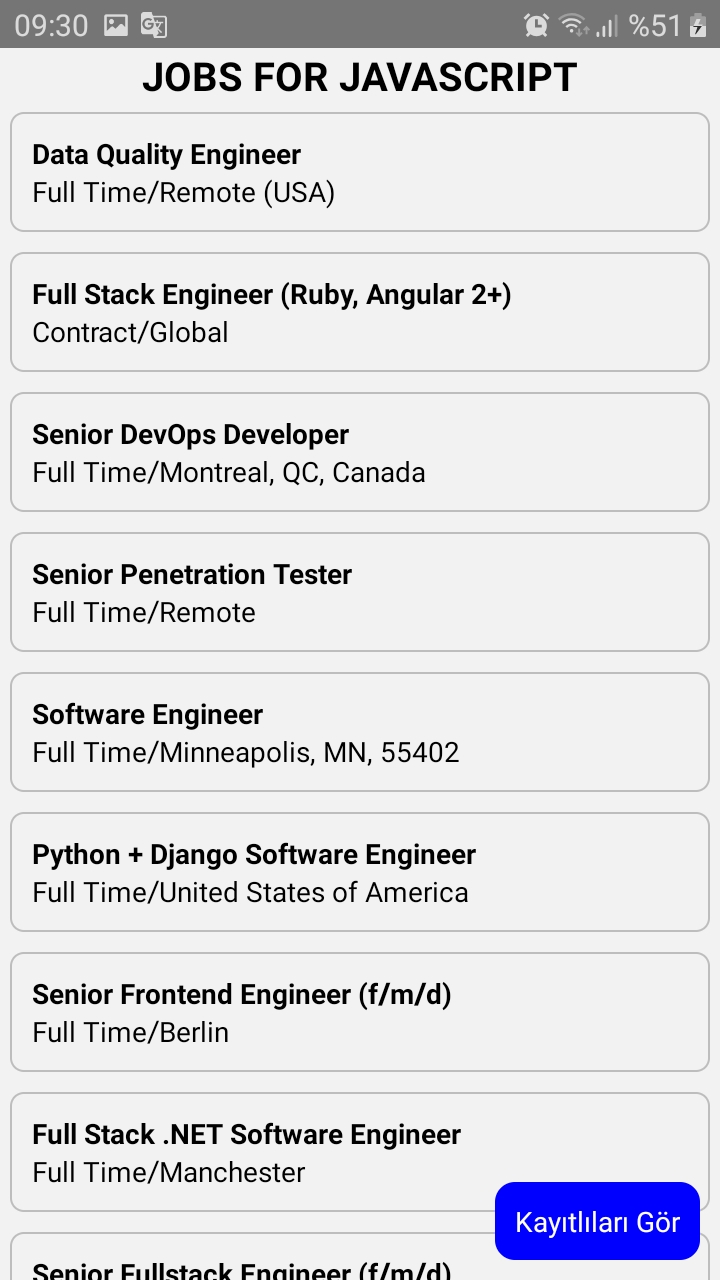 09:30
%51
JOBS FOR JAVASCRIPT
Data Quality Engineer
Full Time/Remote (USA)
Full Stack Engineer (Ruby, Angular 2+)
Contract/Global
Senior DevOps Developer
Full Time/Montreal, QC, Canada
Senior Penetration Tester
Full Time/Remote
Software Engineer
Full Time/Minneapolis, MN, 55402
Python + Django Software Engineer
Full Time/United States of America
Senior Frontend Engineer (f/m/d)
Full Time/Berlin
Full Stack .NET Software Engineer
Full Time/Manchester
Kayıtlıları Gör
Senior Fullstack Engineer (f/m/d)